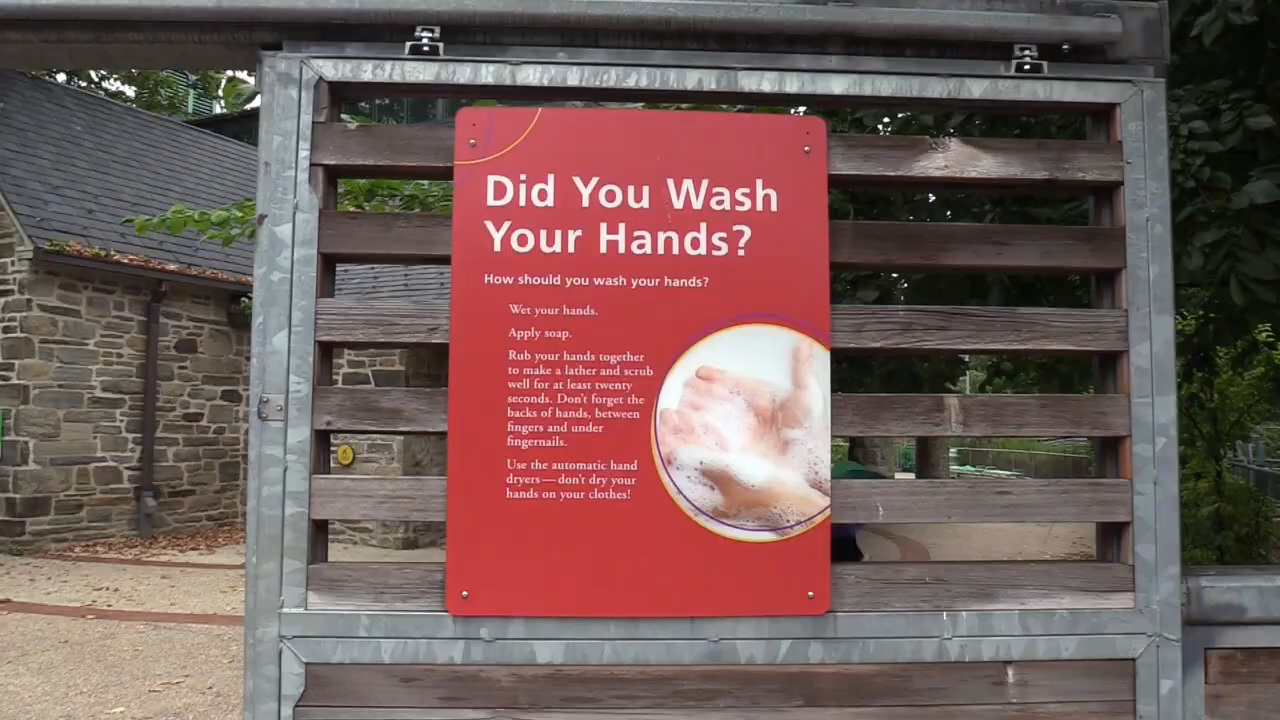 Did You Wash
Your Hands?
How should you wash your hands?
Wet your hands.
Apply soap.
Rub your hands together
to make a lather and scrub
well for at least twenty
seconds. Don't forget the
backs of hands, between
fingers and under
fingernails.
Use the automatic hand
dryers — don't dry your
hands on your clothes!